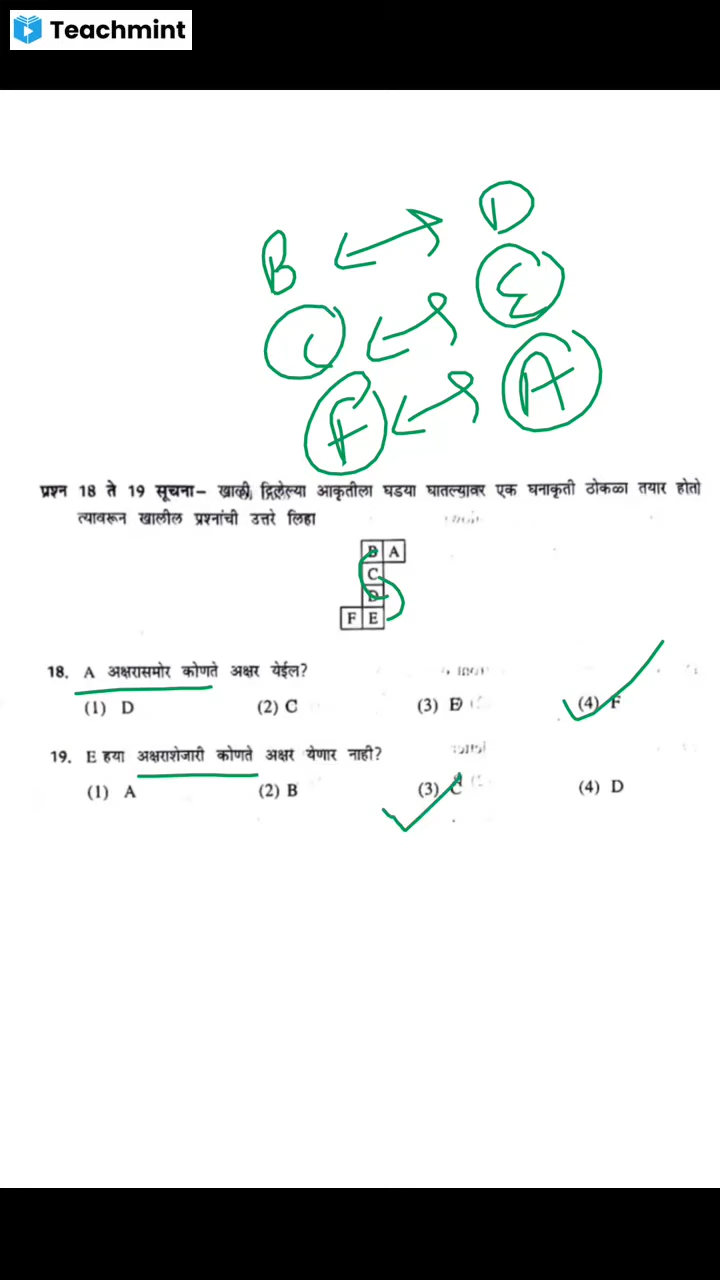 Teachmint
B D
C E
F A
प्रश्न 18 ते 19 सूचना– खाली दिलेल्या आकृतीला घडया घातल्यावर एक घनाकृती ठोकळा तयार होतो
त्यावरून खालील प्रश्नांची उत्तरे लिहा
B A
C
D
F E
18. A अक्षरासमोर कोणते अक्षर येईल?
(1) D (2) C (3) E (4) F
19. E हया अक्षराशेजारी कोणते अक्षर येणार नाही?
(1) A (2) B (3) C (4) D